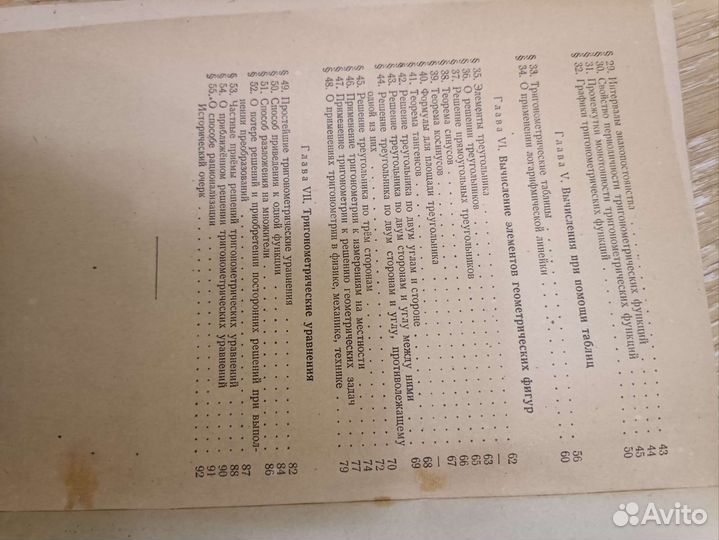 § 29. Интервалы знакопостоянства . . . . . . . . 43
§ 30. Свойство периодичности тригонометрических функций . . 44
§ 31. Промежутки монотонности тригонометрических функций . . 45
§ 32. Графики тригонометрических функций . . . . . . 50
Глава V. Вычисления при помощи таблиц
§ 33. Тригонометрические таблицы . . . . . . . . 56
§ 34. О применении логарифмической линейки . . . . . 60
Глава VI. Вычисление элементов геометрических фигур
§ 35. Элементы треугольника . . . . . . . . . 62
§ 36. О решении треугольников . . . . . . . . —
§ 37. Решение прямоугольных треугольников . . . . . 63
§ 38. Теорема синусов . . . . . . . . . . 65
§ 39. Теорема косинусов . . . . . . . . . . 66
§ 40. Формулы для площади треугольника . . . . . . 67
§ 41. Теорема тангенсов . . . . . . . . . . —
§ 42. Решение треугольника по двум углам и стороне . . . 68
§ 43. Решение треугольника по двум сторонам и углу между ними 69
§ 44. Решение треугольника по двум сторонам и углу, противолежащему
одной из них . . . . . . . . . . . 70
§ 45. Решение треугольника по трём сторонам . . . . . 72
§ 46. Применение тригонометрии к измерениям на местности . . 74
§ 47. Применение тригонометрии к решению геометрических задач . 77
§ 48. О применениях тригонометрии в физике, механике, технике . 79
Глава VII. Тригонометрические уравнения
§ 49. Простейшие тригонометрические уравнения . . . . . 82
§ 50. Способ приведения к одной функции . . . . . . 84
§ 51. Способ разложения на множители . . . . . . . 86
§ 52. О потере решений и приобретении посторонних решений при выпол-
нении преобразований . . . . . . . . . 87
§ 53. Частные приёмы решений тригонометрических уравнений . . 88
§ 54. О приближённом решении тригонометрических уравнений . . 90
§ 55. О способе рационализации . . . . . . . . 91
Исторический очерк . . . . . . . . . . 92
Avito